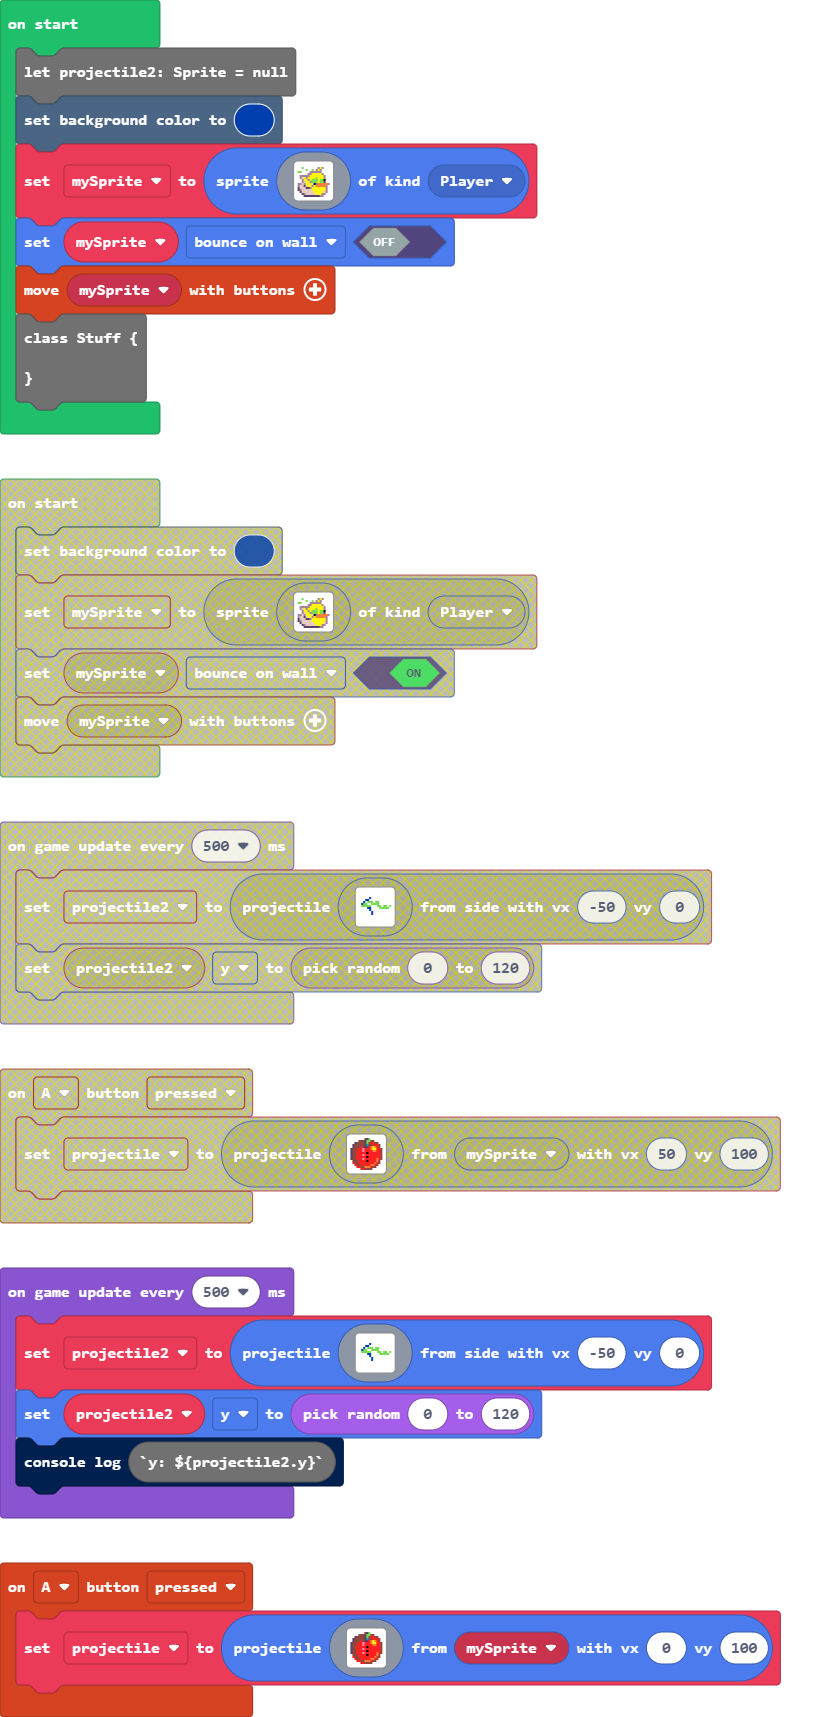 on start
let projectile2: Sprite = null
set background color to
set mySprite to sprite of kind Player
set mySprite bounce on wall OFF
move mySprite with buttons
class Stuff {
}
on start
set background color to
set mySprite to sprite of kind Player
set mySprite bounce on wall ON
move mySprite with buttons
on game update every 500 ms
set projectile2 to projectile from side with vx -50 vy 0
set projectile2 y to pick random 0 to 120
on A button pressed
set projectile to projectile from mySprite with vx 50 vy 100
on game update every 500 ms
set projectile2 to projectile from side with vx -50 vy 0
set projectile2 y to pick random 0 to 120
console log `y: ${projectile2.y}`
on A button pressed
set projectile to projectile from mySprite with vx 0 vy 100